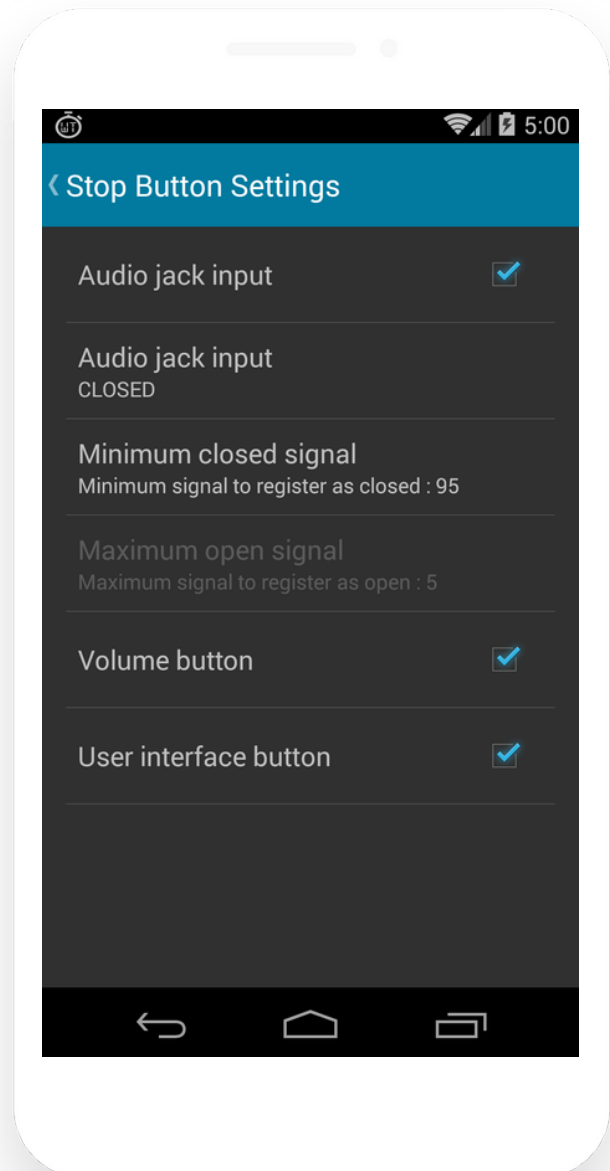 WT
5:00
Stop Button Settings
Audio jack input
Audio jack input
CLOSED
Minimum closed signal
Minimum signal to register as closed : 95
Maximum open signal
Maximum signal to register as open : 5
Volume button
User interface button